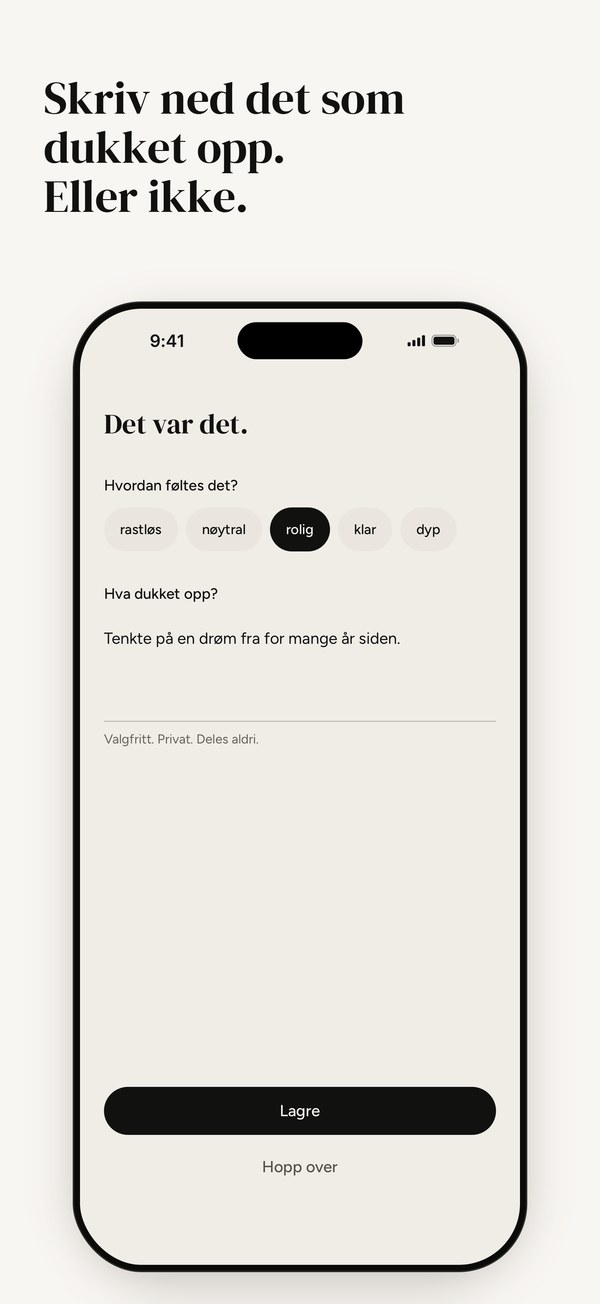 Skriv ned det som
dukket opp.
Eller ikke.
9:41
Det var det.
Hvordan føltes det?
rastløs nøytral rolig klar dyp
Hva dukket opp?
Tenkte på en drøm fra for mange år siden.
Valgfritt. Privat. Deles aldri.
Lagre
Hopp over